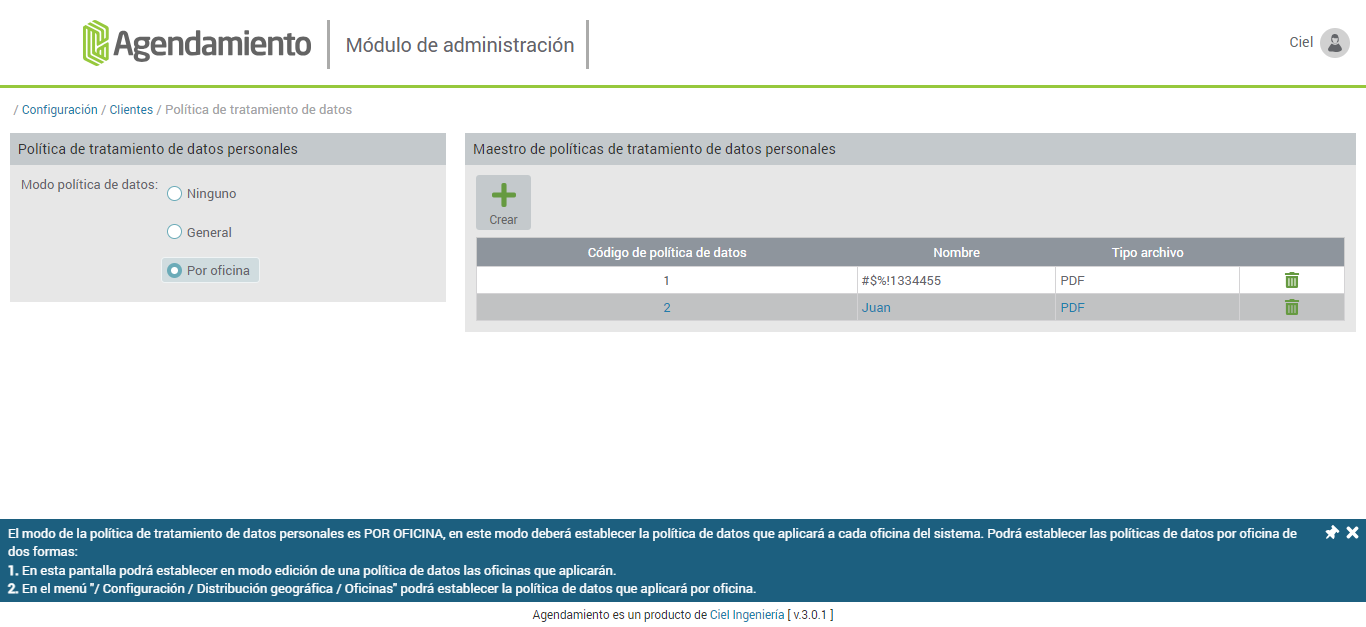 Agendamiento
Módulo de administración
Ciel
/ Configuración / Clientes / Política de tratamiento de datos
Política de tratamiento de datos personales
Modo política de datos:
Ninguno
General
Por oficina
Maestro de políticas de tratamiento de datos personales
Crear
Código de política de datos Nombre Tipo archivo
1 #$%!1334455 PDF
2 Juan PDF
El modo de la política de tratamiento de datos personales es POR OFICINA, en este modo deberá establecer la política de datos que aplicará a cada oficina del sistema. Podrá establecer las políticas de datos por oficina de
dos formas:
1. En esta pantalla podrá establecer en modo edición de una política de datos las oficinas que aplicarán.
2. En el menú "/ Configuración / Distribución geográfica / Oficinas" podrá establecer la política de datos que aplicará por oficina.
Agendamiento es un producto de Ciel Ingeniería [ v.3.0.1 ]